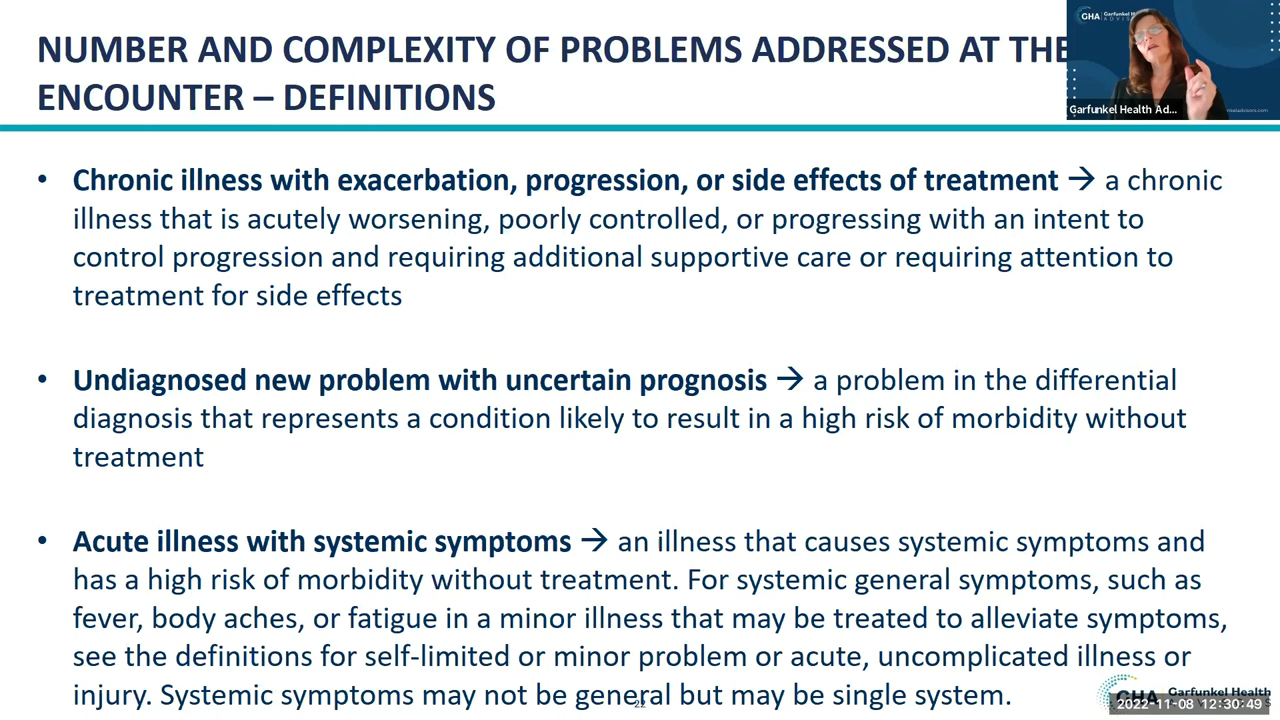 NUMBER AND COMPLEXITY OF PROBLEMS ADDRESSED AT THE
ENCOUNTER – DEFINITIONS
GHA Garfunkel Health
Garfunkel Health Ad...
• Chronic illness with exacerbation, progression, or side effects of treatment → a chronic
illness that is acutely worsening, poorly controlled, or progressing with an intent to
control progression and requiring additional supportive care or requiring attention to
treatment for side effects
• Undiagnosed new problem with uncertain prognosis → a problem in the differential
diagnosis that represents a condition likely to result in a high risk of morbidity without
treatment
• Acute illness with systemic symptoms → an illness that causes systemic symptoms and
has a high risk of morbidity without treatment. For systemic general symptoms, such as
fever, body aches, or fatigue in a minor illness that may be treated to alleviate symptoms,
see the definitions for self-limited or minor problem or acute, uncomplicated illness or
injury. Systemic symptoms may not be general but may be single system.
22
GHA Garfunkel Health
2022-11-08 12:30:49